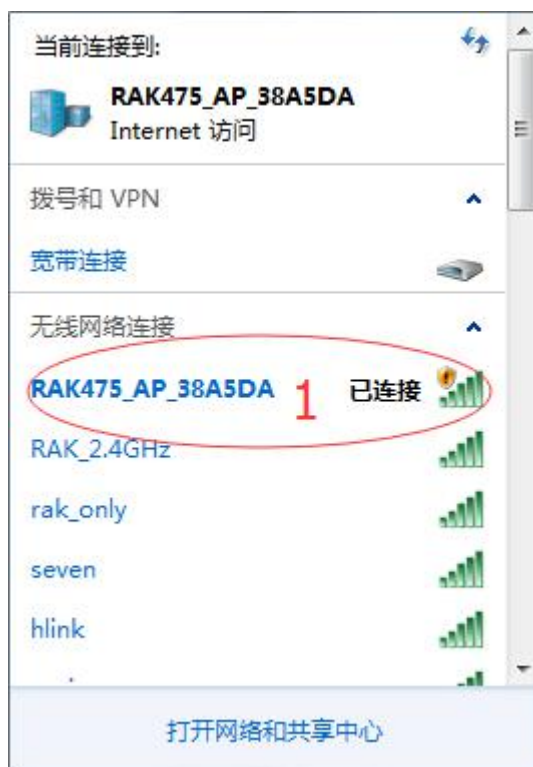 当前连接到:
RAK475_AP_38A5DA
Internet 访问
拨号和 VPN
宽带连接
无线网络连接
RAK475_AP_38A5DA 1 已连接
RAK_2.4GHz
rak_only
seven
hlink
打开网络和共享中心